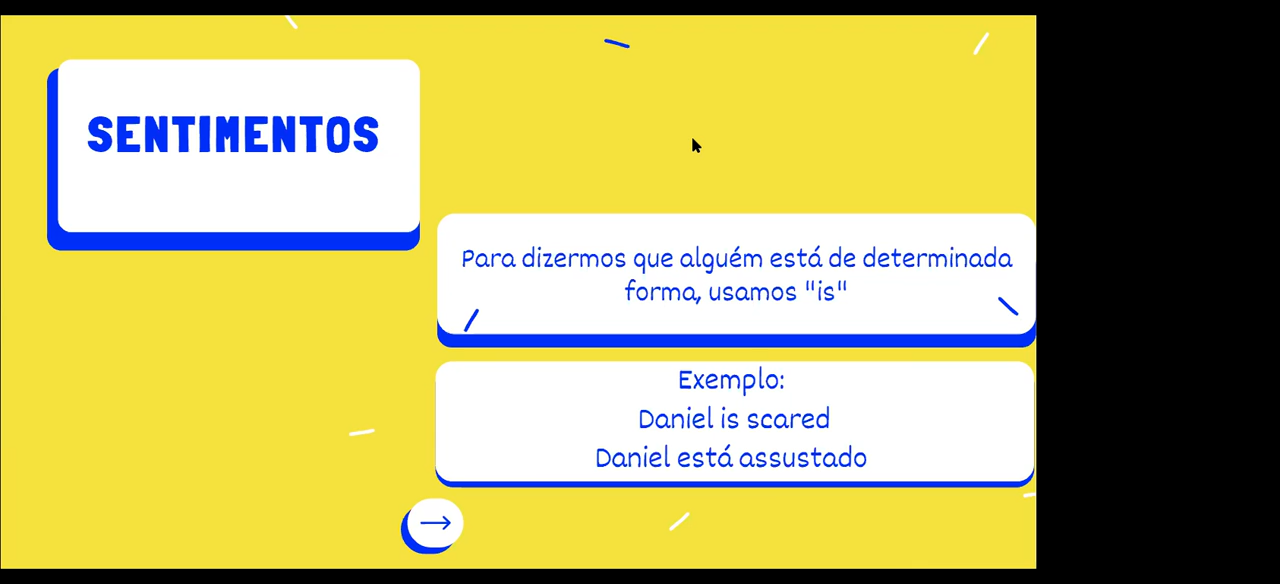 SENTIMENTOS
Para dizermos que alguém está de determinada
forma, usamos "is"
Exemplo:
Daniel is scared
Daniel está assustado